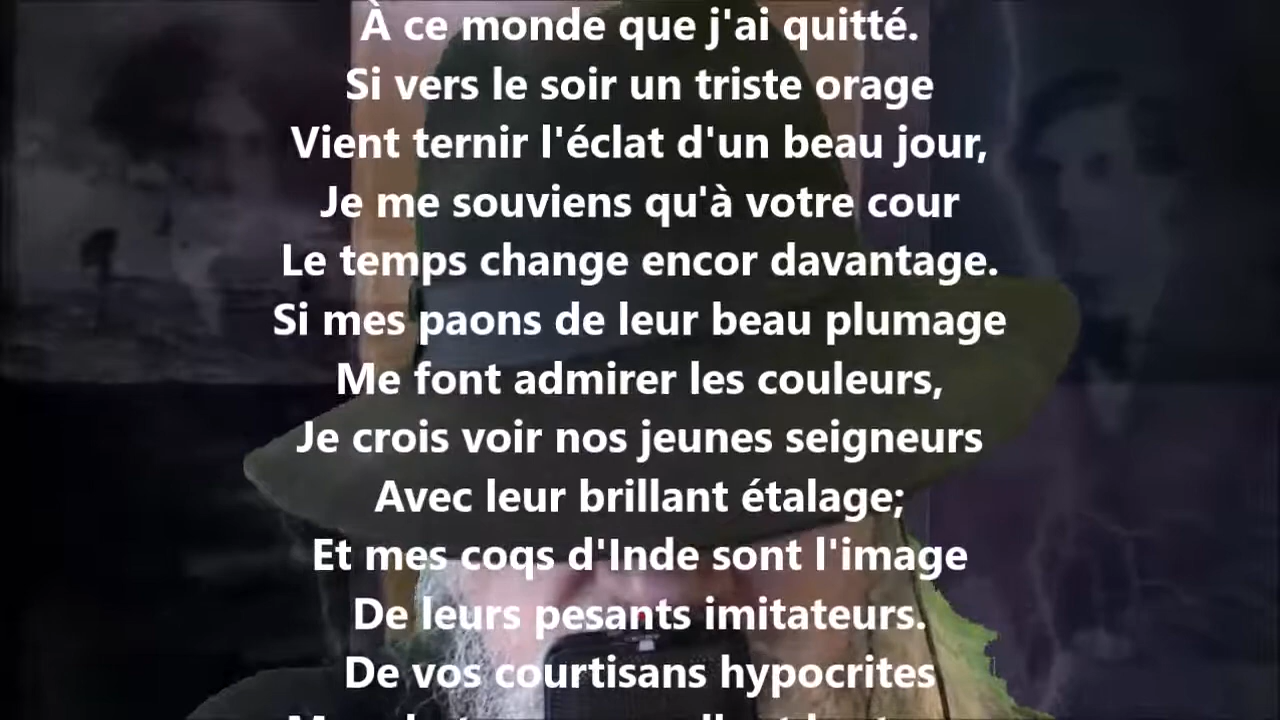 À ce monde que j'ai quitté.
Si vers le soir un triste orage
Vient ternir l'éclat d'un beau jour,
Je me souviens qu'à votre cour
Le temps change encor davantage.
Si mes paons de leur beau plumage
Me font admirer les couleurs,
Je crois voir nos jeunes seigneurs
Avec leur brillant étalage;
Et mes coqs d'Inde sont l'image
De leurs pesants imitateurs.
De vos courtisans hypocrites